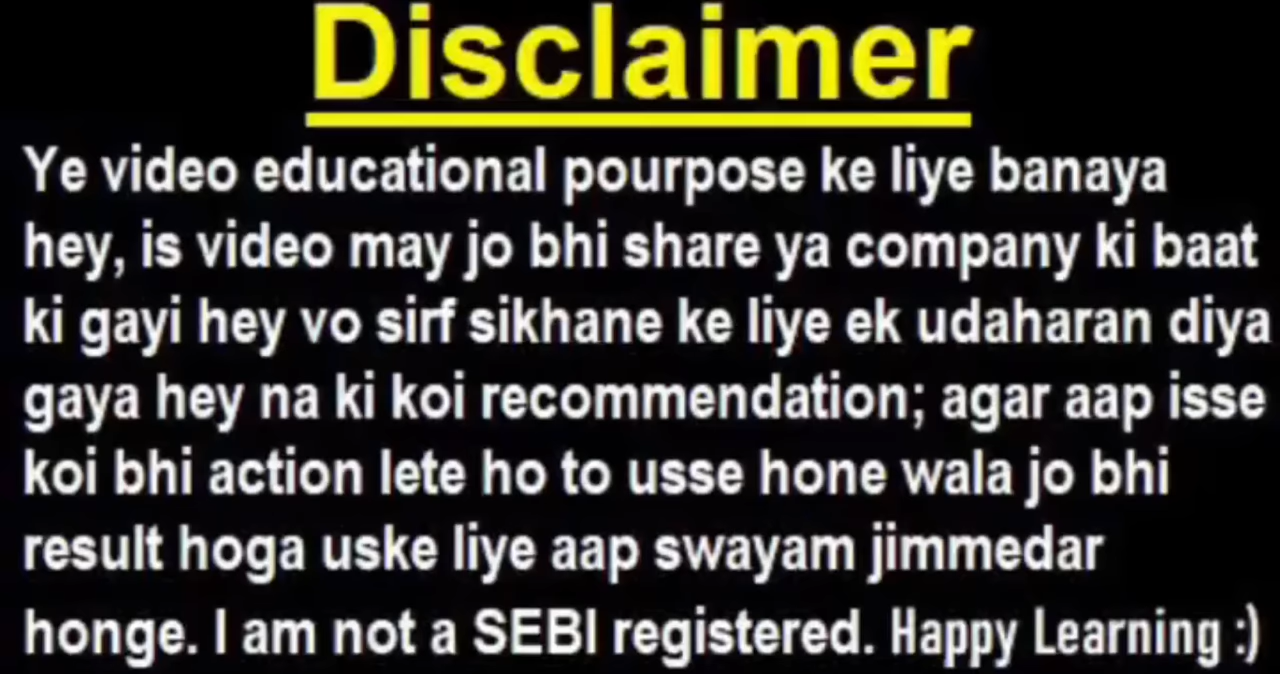 Disclaimer
Ye video educational pourpose ke liye banaya
hey, is video may jo bhi share ya company ki baat
ki gayi hey vo sirf sikhane ke liye ek udaharan diya
gaya hey na ki koi recommendation; agar aap isse
koi bhi action lete ho to usse hone wala jo bhi
result hoga uske liye aap swayam jimmedar
honge. I am not a SEBI registered. Happy Learning :)